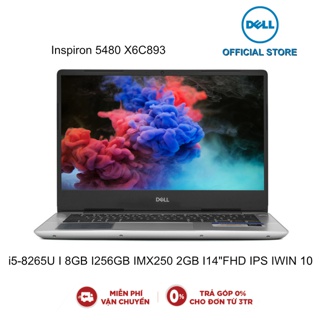 DELL
OFFICIAL STORE
Inspiron 5480 X6C893
DELL
i5-8265U I 8GB I256GB IMX250 2GB I14"FHD IPS IWIN 10
MIỄN PHÍ
VẬN CHUYỂN
TRẢ GÓP 0%
CHO ĐƠN TỪ 3TR